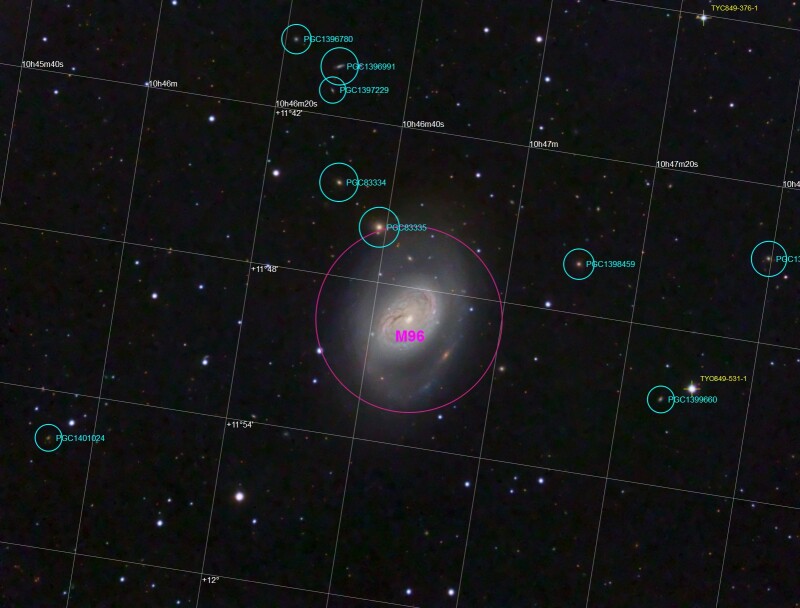 TYC849-376-1
PGC1396780
10h45m40s
PGC1396991
10h46m
PGC1397229
10h46m20s
+11°42'
10h46m40s
10h47m
10h47m20s
PGC83334
10h4
PGC83335
PGC13
PGC1398459
+11°48'
M96
TYC849-531-1
PGC1399660
+11°54'
PGC1401024
+12°